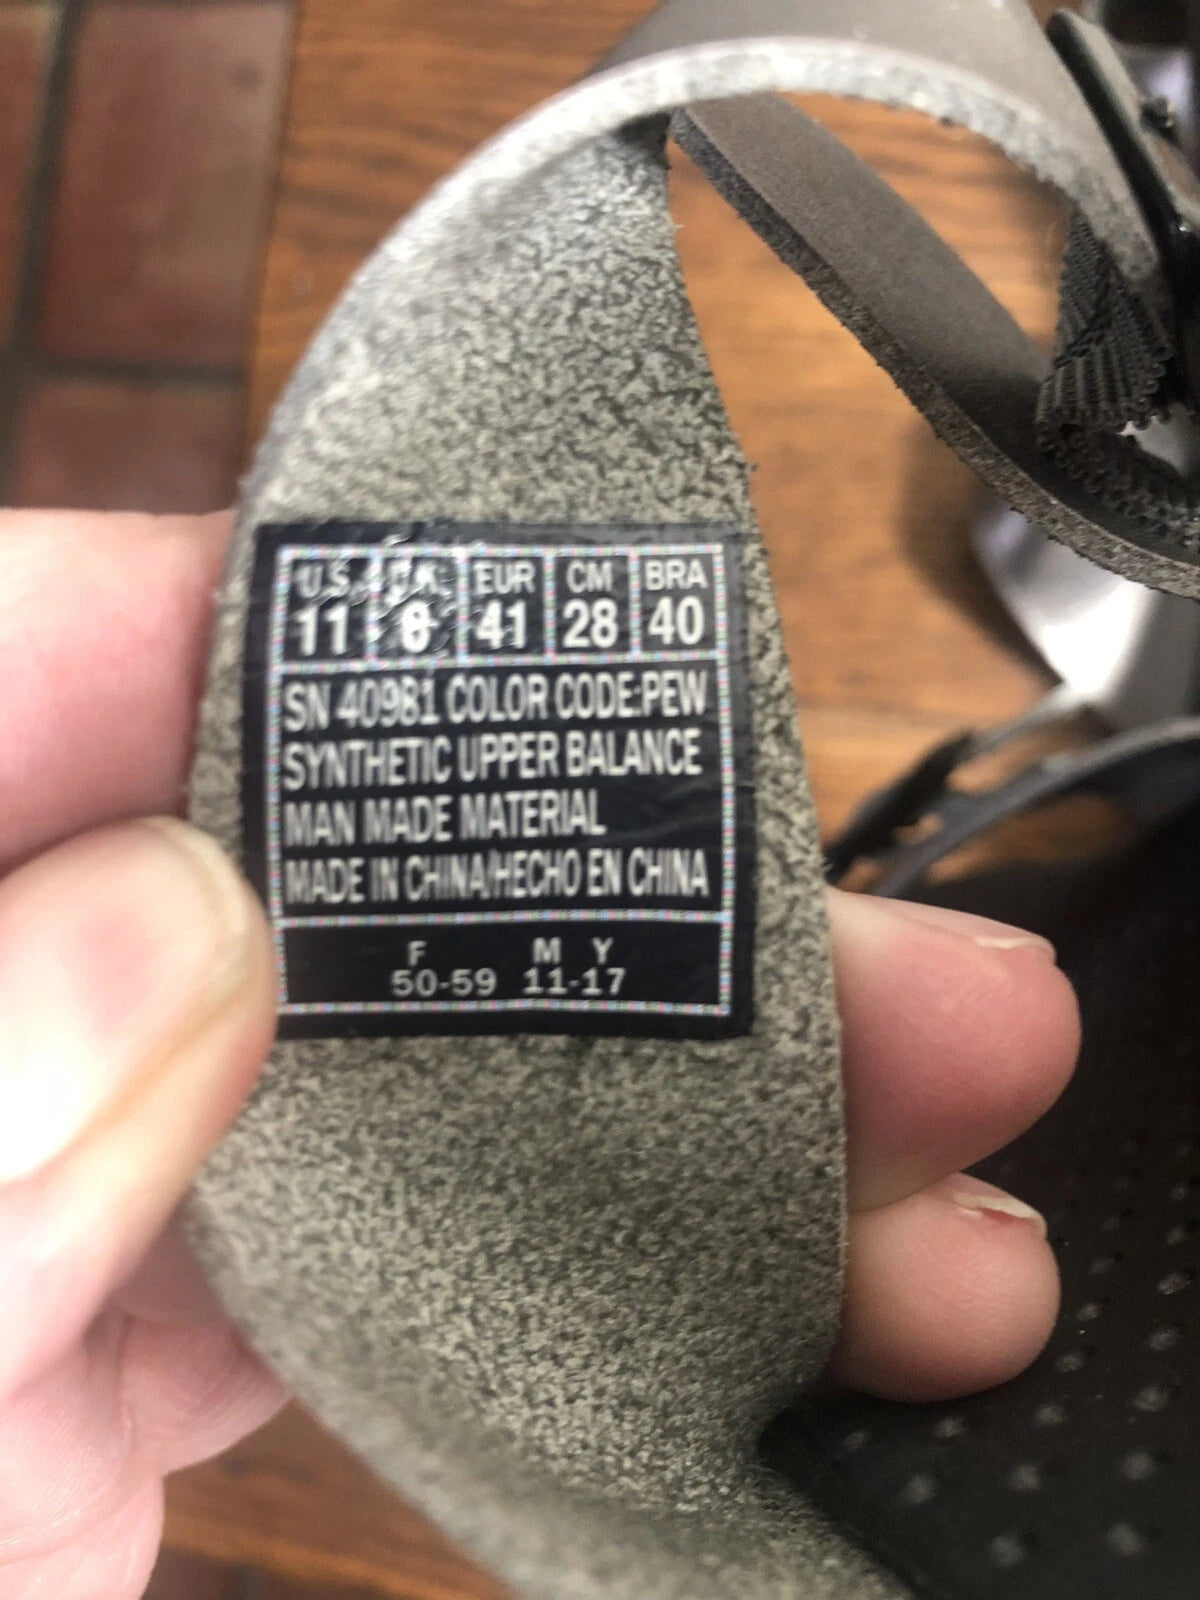 U.S. U.K. EUR CM BRA
11 8 41 28 40
SN 40981 COLOR CODE:PEW
SYNTHETIC UPPER BALANCE
MAN MADE MATERIAL
MADE IN CHINA/HECHO EN CHINA
F M Y
50-59 11-17